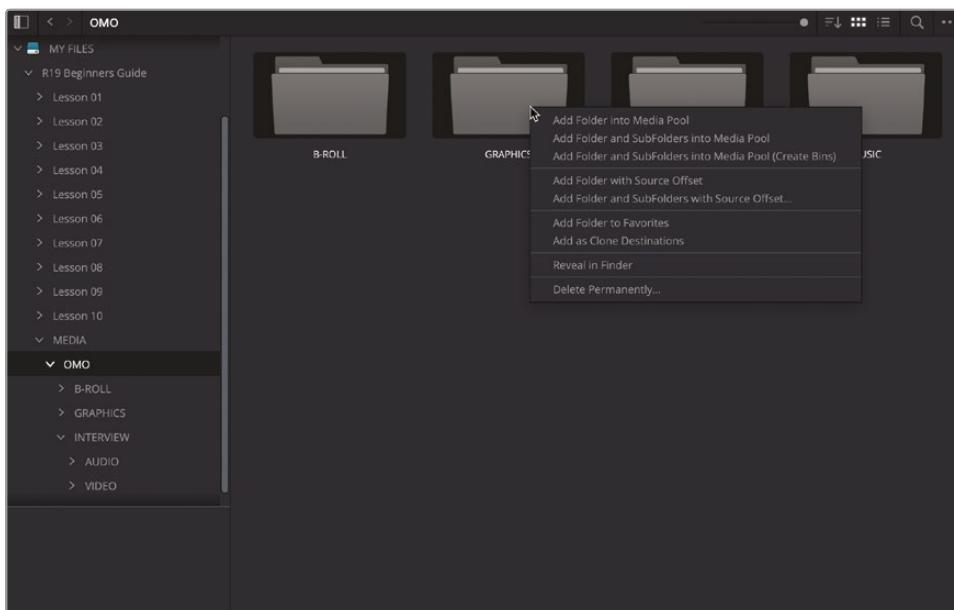 OMO
MY FILES
R19 Beginners Guide
Lesson 01
Lesson 02
Lesson 03
Lesson 04
Lesson 05
Lesson 06
Lesson 07
Lesson 08
Lesson 09
Lesson 10
MEDIA
OMO
B-ROLL
GRAPHICS
INTERVIEW
AUDIO
VIDEO
B-ROLL
GRAPHICS
Add Folder into Media Pool
Add Folder and SubFolders into Media Pool
Add Folder and SubFolders into Media Pool (Create Bins)
Add Folder with Source Offset
Add Folder and SubFolders with Source Offset...
Add Folder to Favorites
Add as Clone Destinations
Reveal in Finder
Delete Permanently...